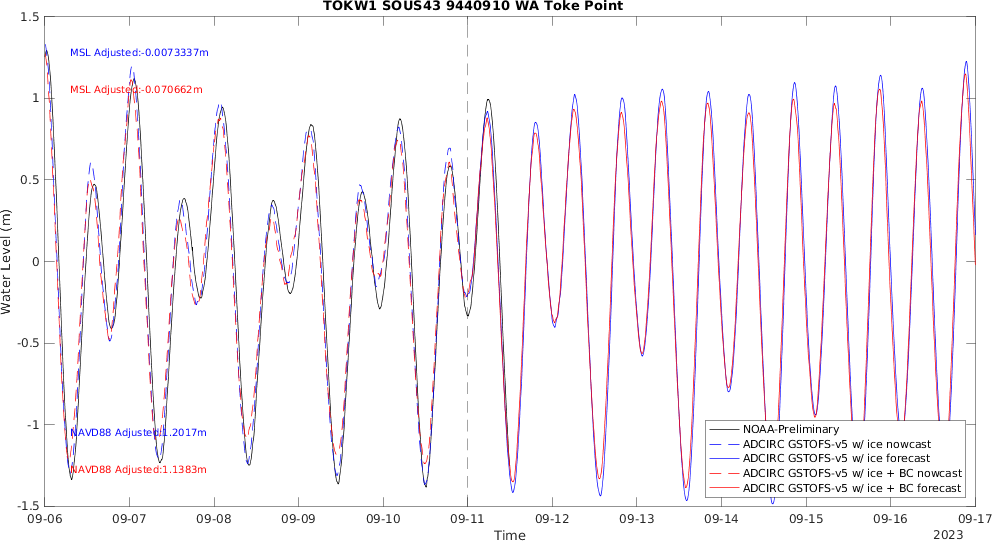 TOKW1 SOUS43 9440910 WA Toke Point
Water Level (m)
1.5
1
0.5
0
-0.5
-1
-1.5
MSL Adjusted:-0.0073337m
MSL Adjusted:-0.070662m
NAVD88 Adjusted:1.2017m
NAVD88 Adjusted:1.1383m
NOAA-Preliminary
ADCIRC GSTOFS-v5 w/ ice nowcast
ADCIRC GSTOFS-v5 w/ ice forecast
ADCIRC GSTOFS-v5 w/ ice + BC nowcast
ADCIRC GSTOFS-v5 w/ ice + BC forecast
09-06 09-07 09-08 09-09 09-10 09-11 09-12 09-13 09-14 09-15 09-16 09-17
Time
2023